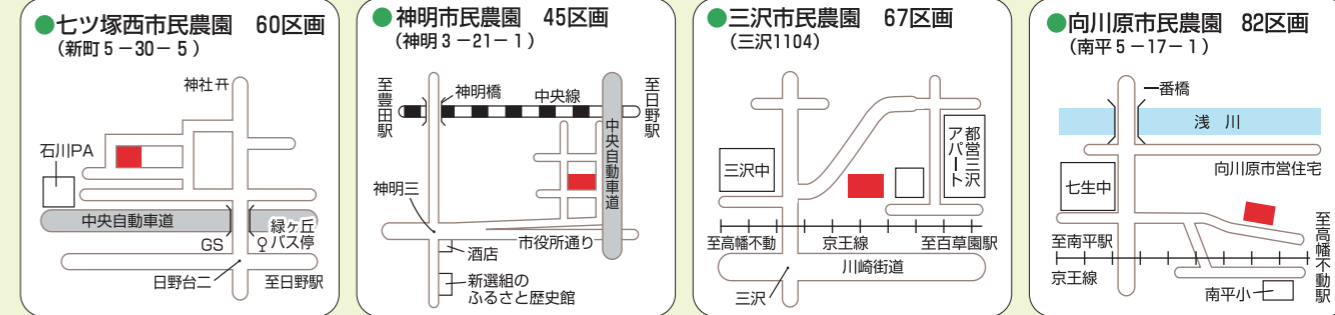 ●七ツ塚西市民農園 60区画
（新町5－30－5）
神社
石川PA
中央自動車道
GS
緑ヶ丘
バス停
日野台二
至日野駅
●神明市民農園 45区画
（神明3－21－1）
至豊田駅
神明橋
中央線
至日野駅
中央自動車道
神明三
市役所通り
酒店
新選組の
ふるさと歴史館
●三沢市民農園 67区画
（三沢1104）
三沢中
都営三沢
アパート
至高幡不動
京王線
至百草園駅
川崎街道
三沢
●向川原市民農園 82区画
（南平5－17－1）
一番橋
浅川
向川原市営住宅
七生中
至南平駅
京王線
至高幡不動駅
南平小